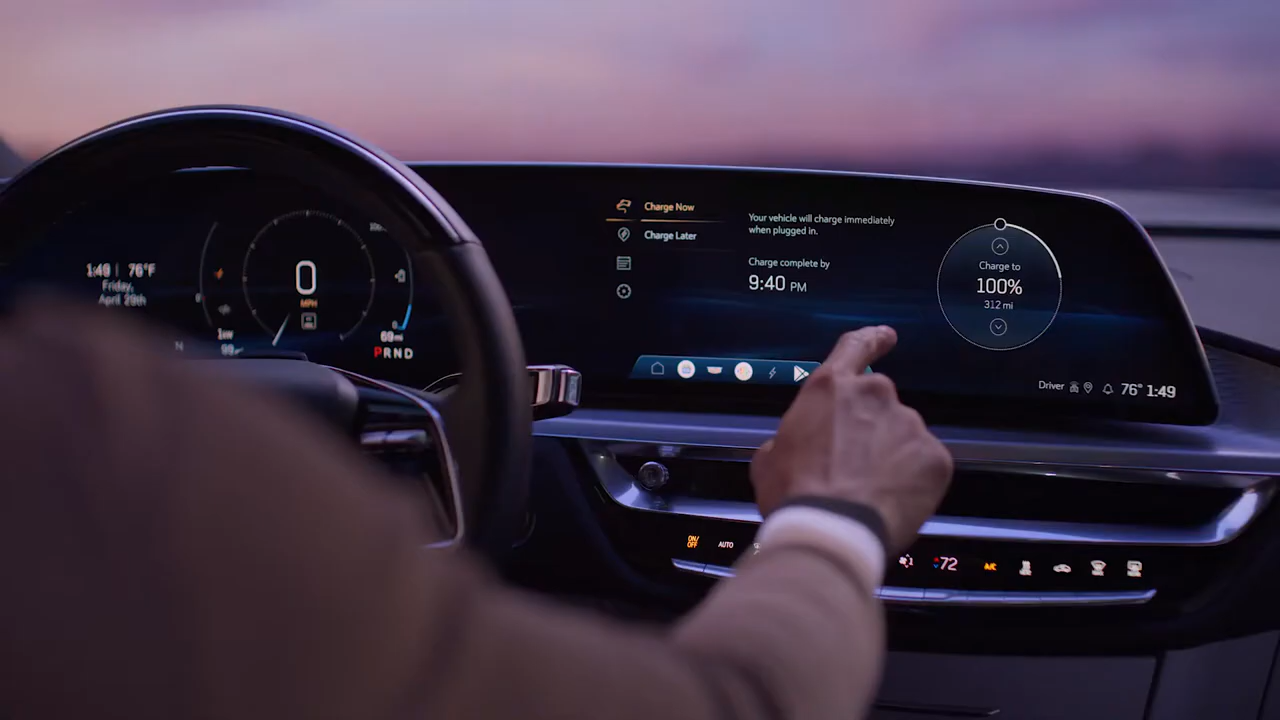 1:49 | 76°F
Friday,
April 29th
N
0
MPH
69mi
PRND
Charge Now
Charge Later
Your vehicle will charge immediately
when plugged in.
Charge complete by
9:40 PM
Charge to
100%
312 mi
Driver
76° 1:49
ON/
OFF
AUTO
72
A/C